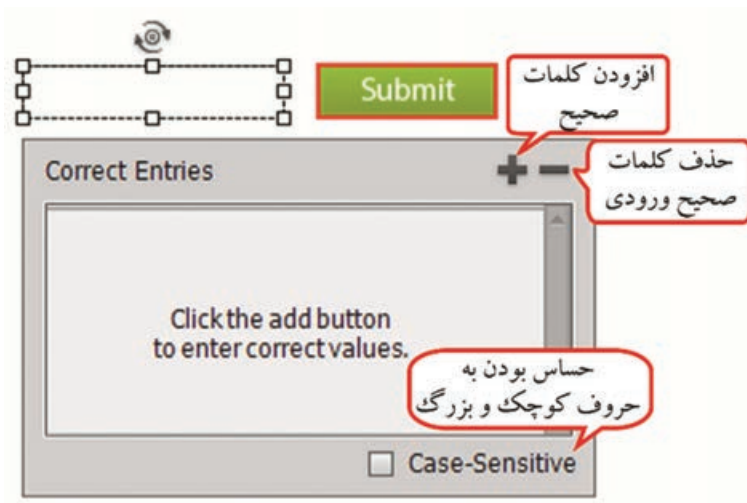 Submit
افزودن کلمات
صحیح
Correct Entries
حذف کلمات
صحیح ورودی
Click the add button
to enter correct values.
حساس بودن به
حروف کوچک و بزرگ
Case-Sensitive